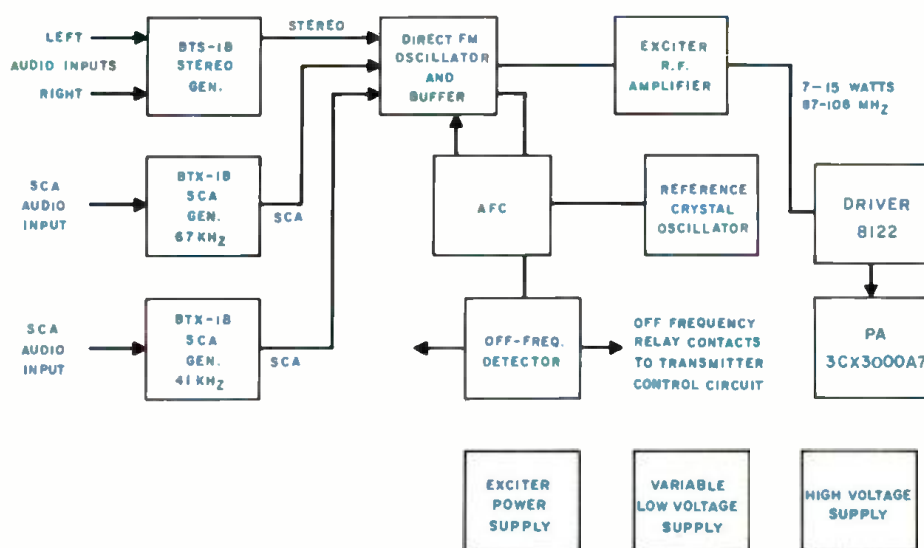 LEFT
AUDIO INPUTS
RIGHT
BTS-1B
STEREO
GEN.
STEREO
DIRECT FM
OSCILLATOR
AND
BUFFER
EXCITER
R.F.
AMPLIFIER
7-15 WATTS
87-108 MHZ
SCA
AUDIO
INPUT
BTX-1B
SCA
GEN.
67 KHZ
SCA
AFC
REFERENCE
CRYSTAL
OSCILLATOR
DRIVER
8122
SCA
AUDIO
INPUT
BTX-1B
SCA
GEN.
41 KHZ
SCA
OFF-FREQ.
DETECTOR
OFF FREQUENCY
RELAY CONTACTS
TO TRANSMITTER
CONTROL CIRCUIT
PA
3CX3000A7
EXCITER
POWER
SUPPLY
VARIABLE
LOW VOLTAGE
SUPPLY
HIGH VOLTAGE
SUPPLY